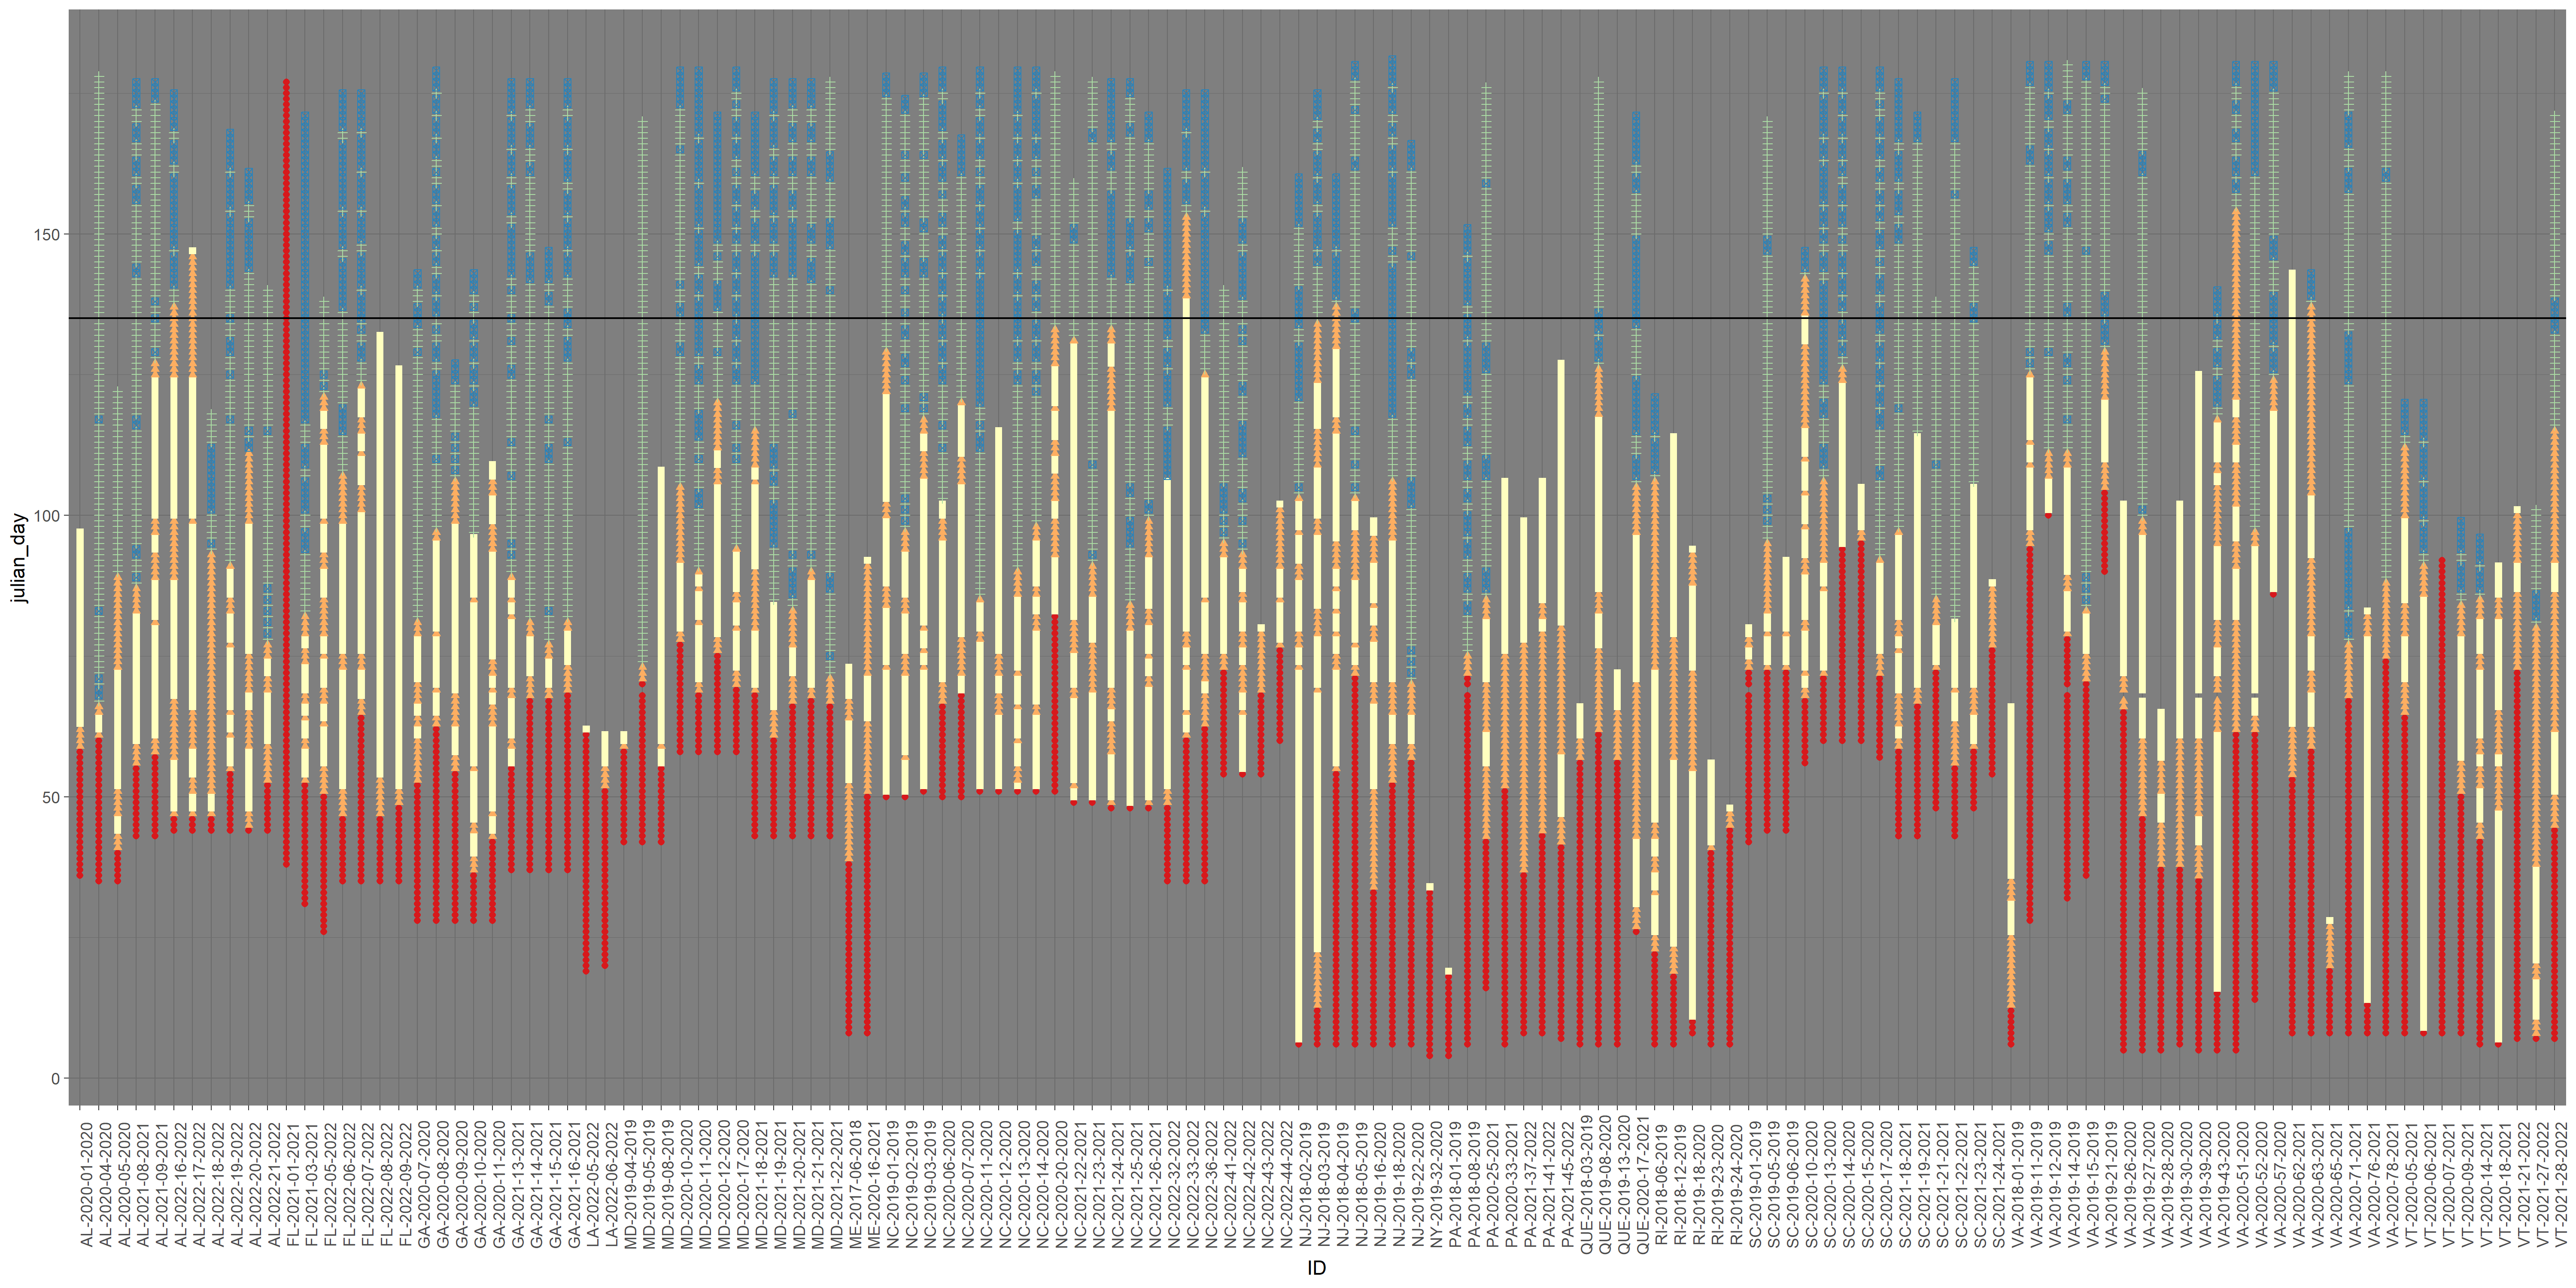 julian_day
150
100
50
0
AL-2020-01-2020
AL-2020-04-2020
AL-2020-05-2020
AL-2021-08-2021
AL-2021-09-2021
AL-2022-16-2022
AL-2022-17-2022
AL-2022-18-2022
AL-2022-19-2022
AL-2022-20-2022
AL-2022-21-2022
FL-2021-01-2021
FL-2021-03-2021
FL-2022-05-2022
FL-2022-06-2022
FL-2022-07-2022
FL-2022-08-2022
FL-2022-09-2022
GA-2020-07-2020
GA-2020-08-2020
GA-2020-09-2020
GA-2020-10-2020
GA-2020-11-2020
GA-2021-13-2021
GA-2021-14-2021
GA-2021-15-2021
GA-2021-16-2021
LA-2022-05-2022
LA-2022-06-2022
MD-2019-04-2019
MD-2019-05-2019
MD-2019-08-2019
MD-2020-10-2020
MD-2020-11-2020
MD-2020-12-2020
MD-2020-17-2020
MD-2021-18-2021
MD-2021-19-2021
MD-2021-20-2021
MD-2021-21-2021
MD-2021-22-2021
ME-2017-06-2018
ME-2020-16-2021
NC-2019-01-2019
NC-2019-02-2019
NC-2019-03-2019
NC-2020-06-2020
NC-2020-07-2020
NC-2020-11-2020
NC-2020-12-2020
NC-2020-13-2020
NC-2020-14-2020
NC-2020-20-2020
NC-2021-22-2021
NC-2021-23-2021
NC-2021-24-2021
NC-2021-25-2021
NC-2021-26-2021
NC-2022-32-2022
NC-2022-33-2022
NC-2022-36-2022
NC-2022-41-2022
NC-2022-42-2022
NC-2022-43-2022
NC-2022-44-2022
NJ-2018-02-2019
NJ-2018-03-2019
NJ-2018-04-2019
NJ-2018-05-2019
NJ-2019-16-2020
NJ-2019-18-2020
NJ-2019-22-2020
NY-2019-32-2020
PA-2018-01-2019
PA-2018-08-2019
PA-2020-25-2021
PA-2020-33-2021
PA-2021-37-2022
PA-2021-41-2022
PA-2021-45-2022
QUE-2018-03-2019
QUE-2019-08-2020
QUE-2019-13-2020
QUE-2020-17-2021
RI-2018-06-2019
RI-2018-12-2019
RI-2019-18-2020
RI-2019-23-2020
RI-2019-24-2020
SC-2019-01-2019
SC-2019-05-2019
SC-2019-06-2019
SC-2020-10-2020
SC-2020-13-2020
SC-2020-14-2020
SC-2020-15-2020
SC-2020-17-2020
SC-2021-18-2021
SC-2021-19-2021
SC-2021-21-2021
SC-2021-22-2021
SC-2021-23-2021
SC-2021-24-2021
VA-2018-01-2019
VA-2019-11-2019
VA-2019-12-2019
VA-2019-14-2019
VA-2019-15-2019
VA-2019-21-2019
VA-2019-26-2020
VA-2019-27-2020
VA-2019-28-2020
VA-2019-30-2020
VA-2019-39-2020
VA-2019-43-2020
VA-2020-51-2020
VA-2020-52-2020
VA-2020-57-2020
VA-2020-62-2021
VA-2020-63-2021
VA-2020-65-2021
VA-2020-71-2021
VA-2020-76-2021
VA-2020-78-2021
VT-2020-05-2021
VT-2020-06-2021
VT-2020-07-2021
VT-2020-09-2021
VT-2020-14-2021
VT-2020-18-2021
VT-2021-21-2022
VT-2021-27-2022
VT-2021-28-2022
ID